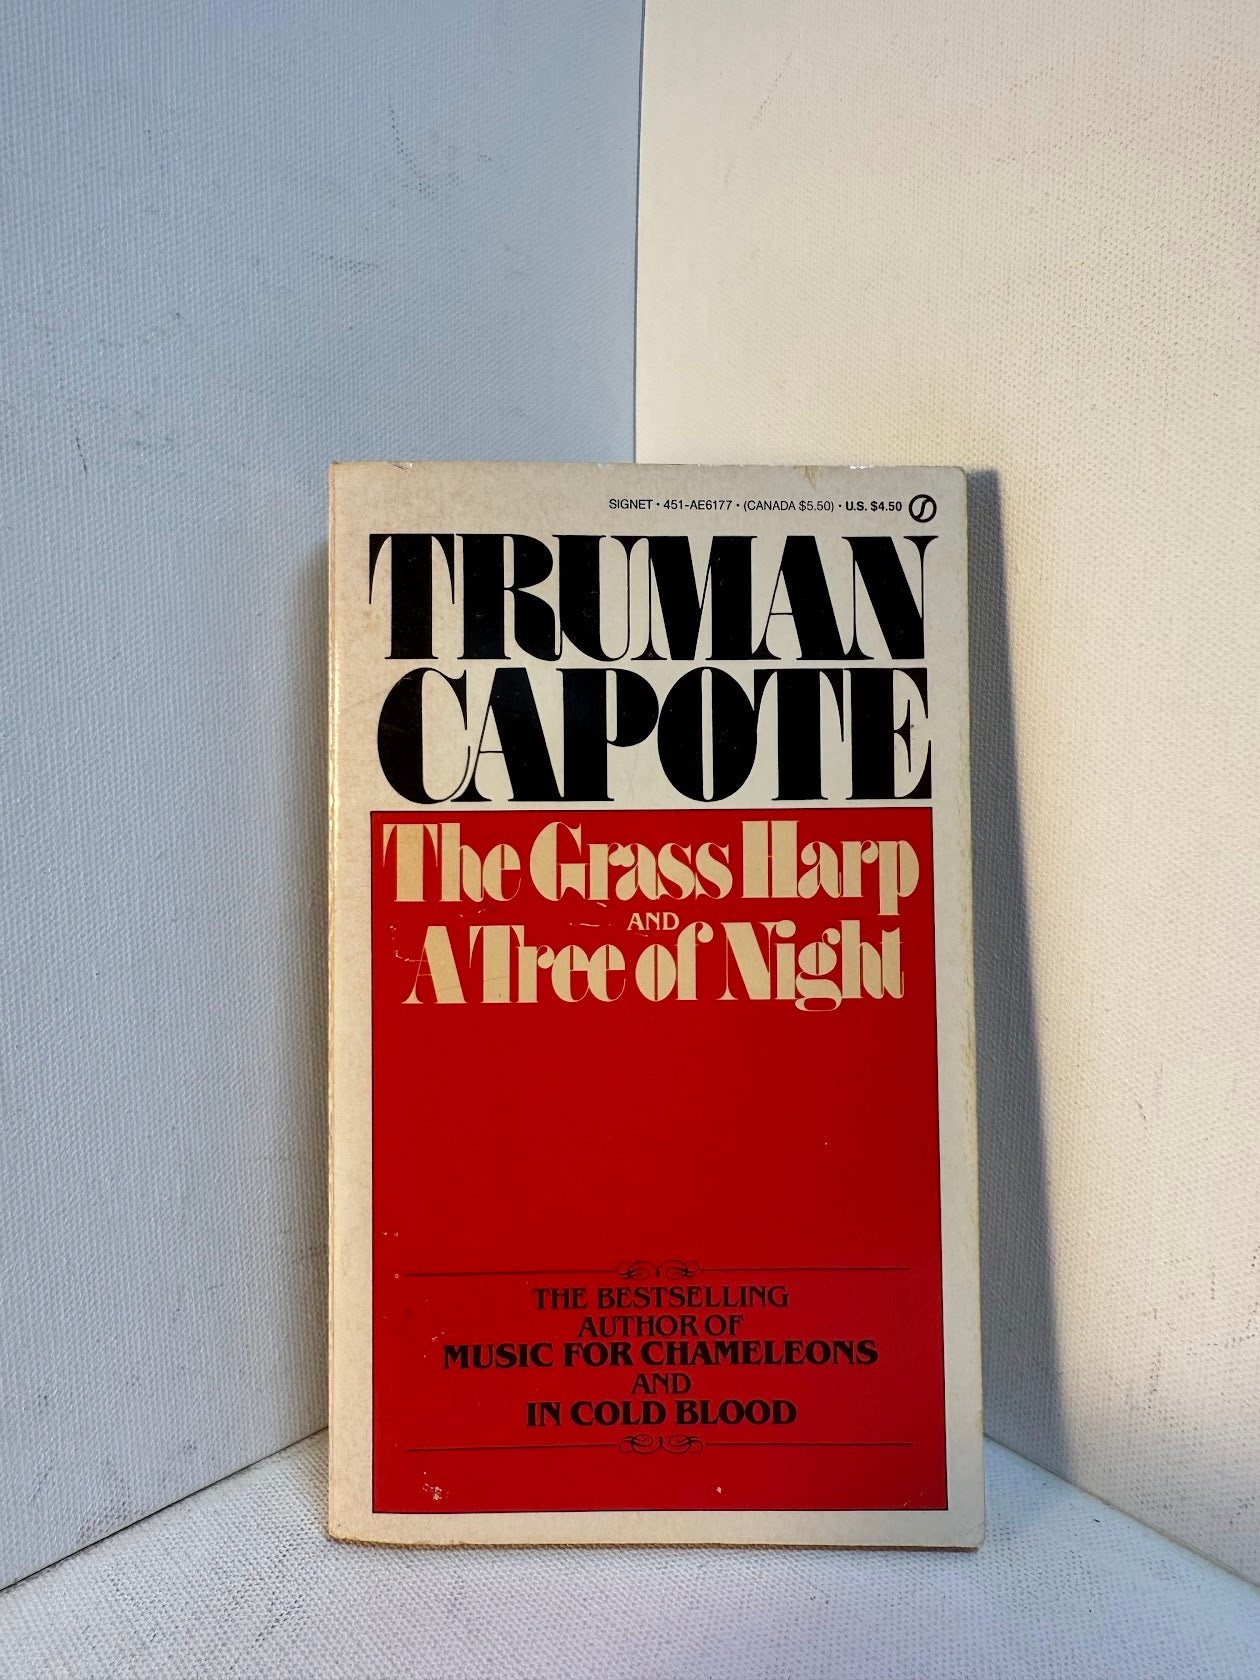 SIGNET • 451-AE6177 • (CANADA $5.50) • U.S. $4.50
TRUMAN
CAPOTE
The Grass Harp
AND
A Tree of Night
THE BESTSELLING
AUTHOR OF
MUSIC FOR CHAMELEONS
AND
IN COLD BLOOD